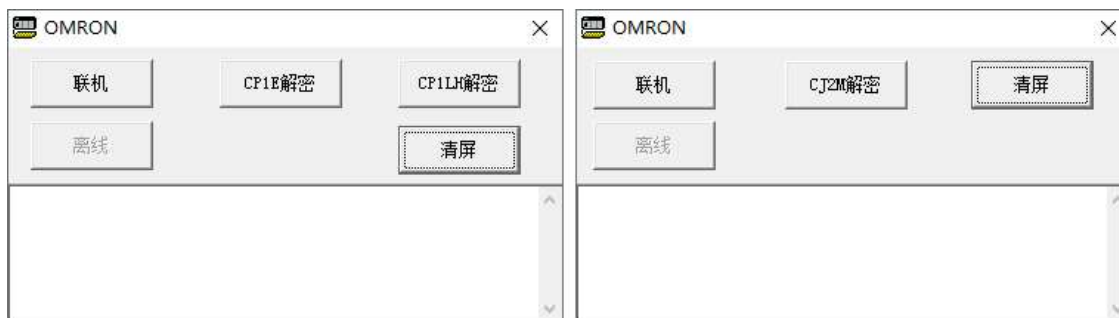 OMRON
联机 CP1E解密 CP1LH解密
离线 清屏
OMRON
联机 CJ2M解密 清屏
离线